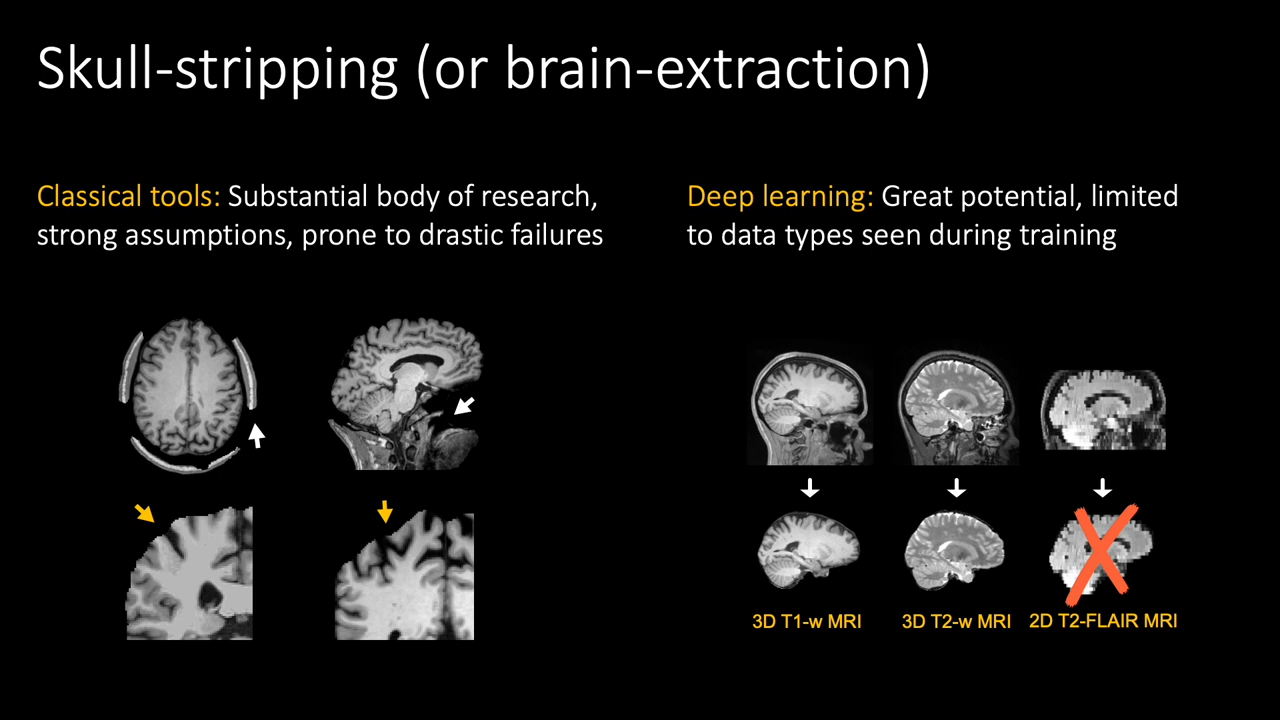 Skull-stripping (or brain-extraction)
Classical tools: Substantial body of research,
strong assumptions, prone to drastic failures
Deep learning: Great potential, limited
to data types seen during training
3D T1-w MRI
3D T2-w MRI
2D T2-FLAIR MRI